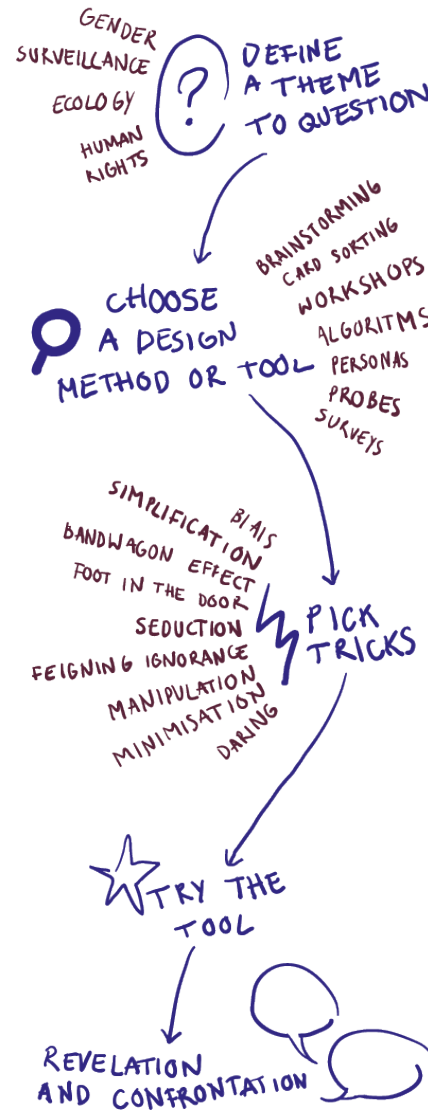 GENDER
SURVEILLANCE
ECOLOGY
HUMAN
RIGHTS
?
DEFINE
A THEME
TO QUESTION
BRAINSTORMING
CARD SORTING
WORKSHOPS
ALGORITMS
PERSONAS
PROBES
SURVEYS
CHOOSE
A DESIGN
METHOD OR TOOL
BIAIS
SIMPLIFICATION
BANDWAGON EFFECT
FOOT IN THE DOOR
SEDUCTION
FEIGNING IGNORANCE
MANIPULATION
MINIMISATION
DARING
PICK
TRICKS
TRY THE
TOOL
REVELATION
AND CONFRONTATION